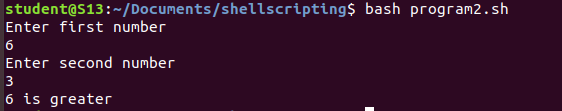 student@S13:~/Documents/shellscripting$ bash program2.sh
Enter first number
6
Enter second number
3
6 is greater